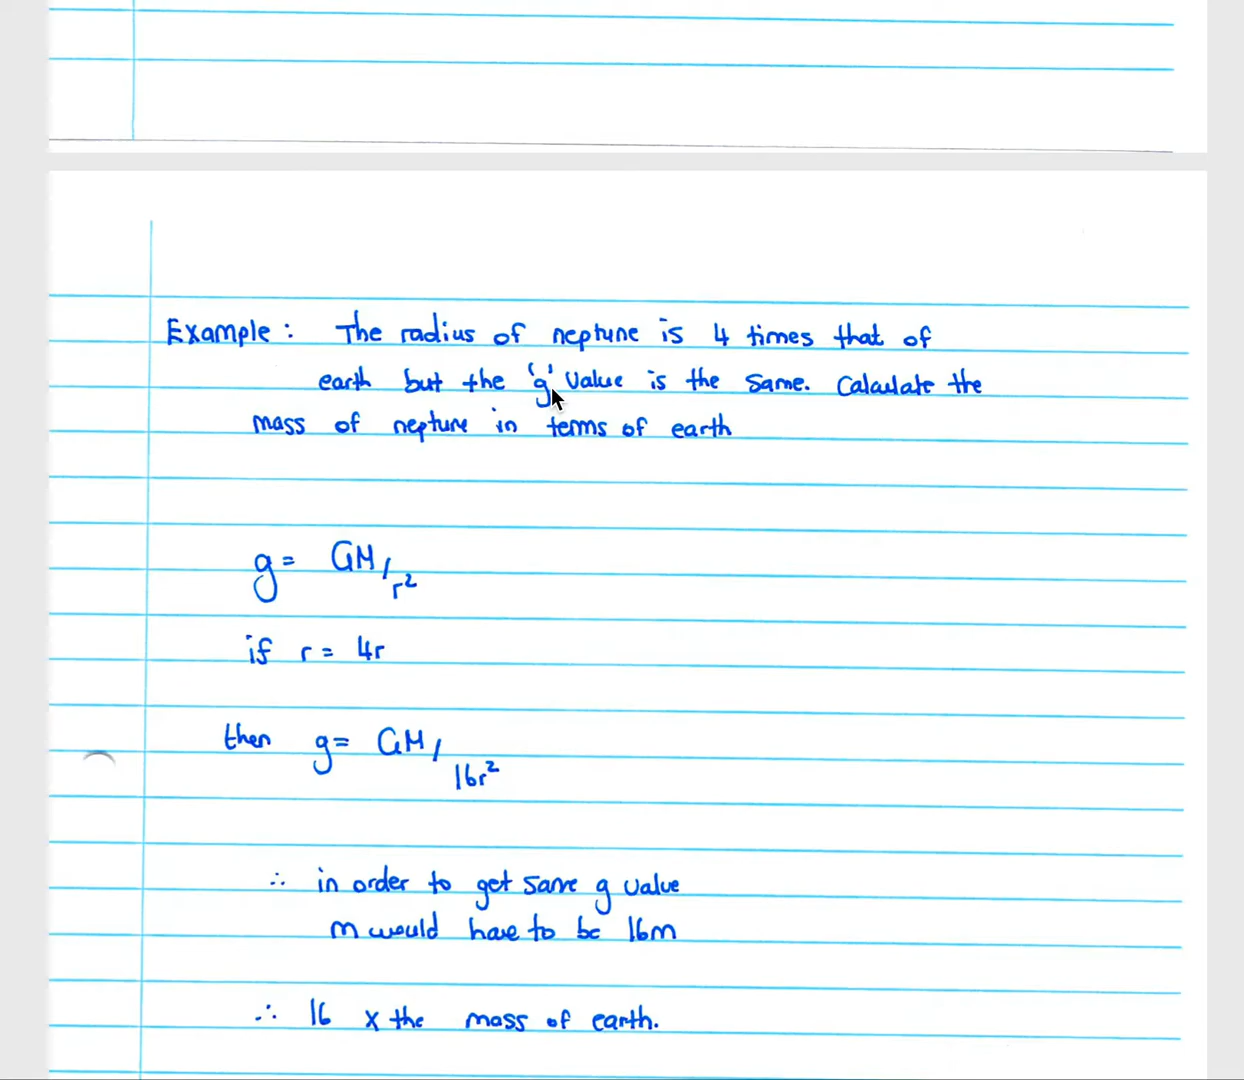 Example: The radius of neptune is 4 times that of
earth but the 'g' value is the same. Calculate the
mass of neptune in terms of earth
g = GM/r²
if r = 4r
then g = GM/16r²
∴ in order to get same g value
m would have to be 16m
∴ 16 x the mass of earth.